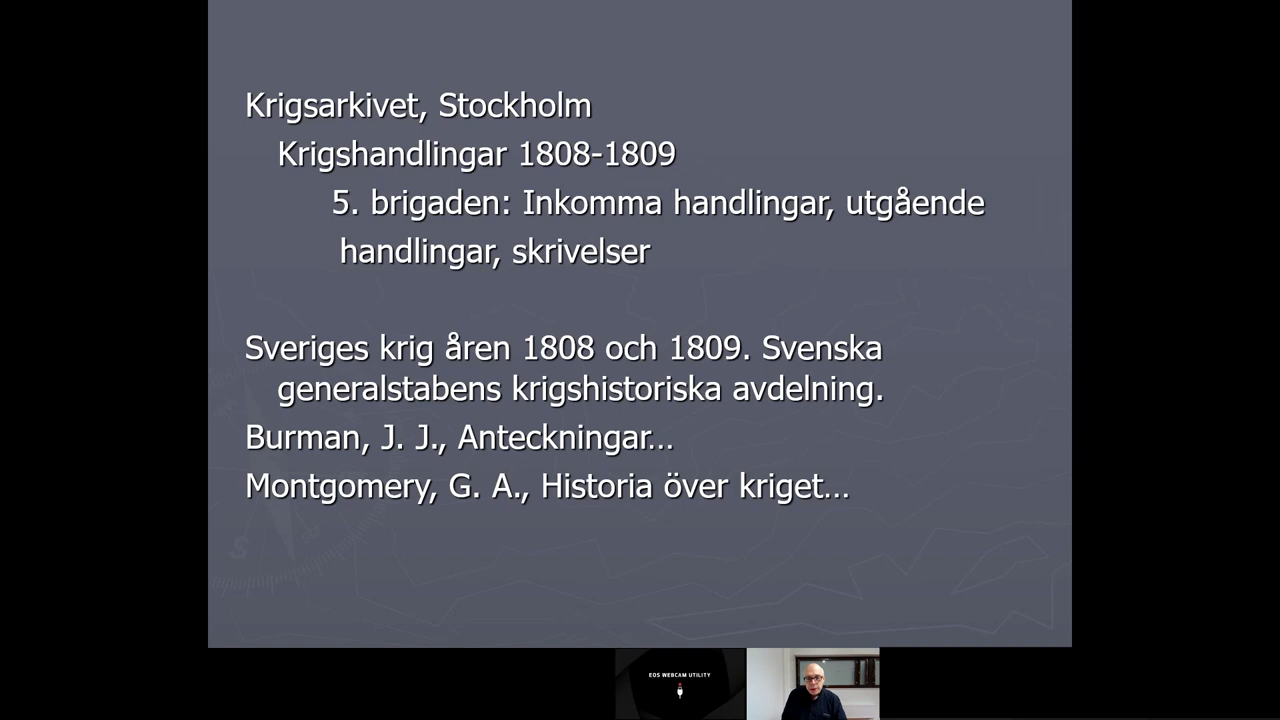 Krigsarkivet, Stockholm
Krigshandlingar 1808-1809
5. brigaden: Inkomma handlingar, utgående
handlingar, skrivelser
Sveriges krig åren 1808 och 1809. Svenska
generalstabens krigshistoriska avdelning.
Burman, J. J., Anteckningar…
Montgomery, G. A., Historia över kriget…
EOS WEBCAM UTILITY